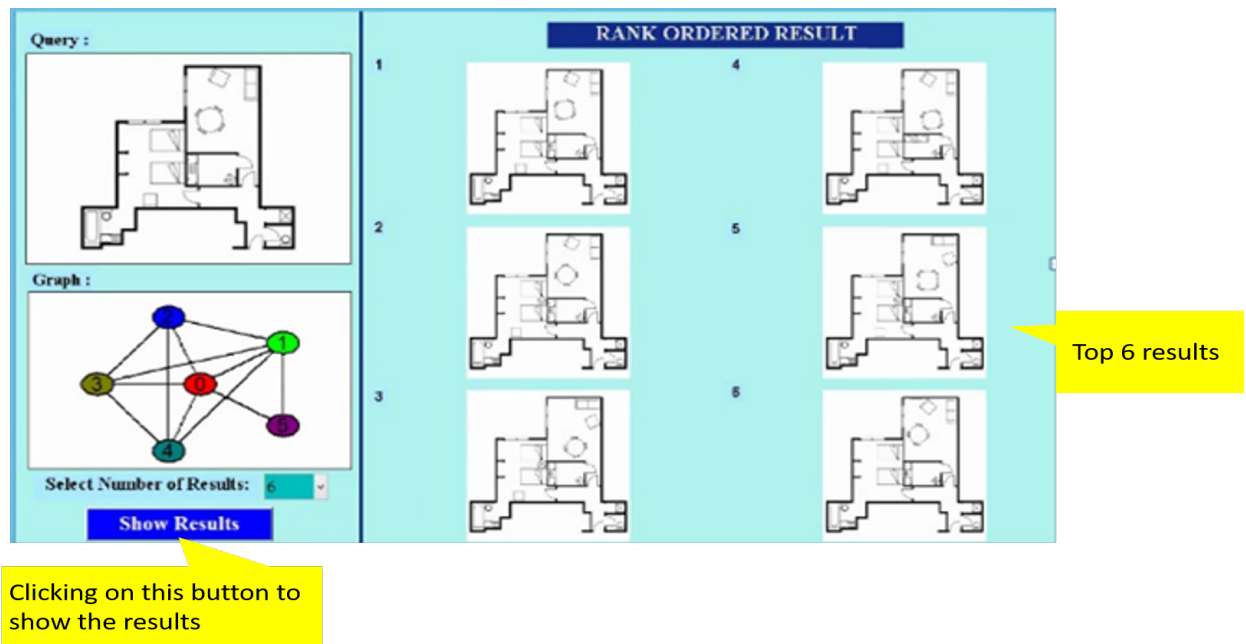 Query :
Graph :
2
1
3
0
5
4
Select Number of Results: 6
Show Results
RANK ORDERED RESULT
1
2
3
4
5
6
Top 6 results
Clicking on this button to
show the results